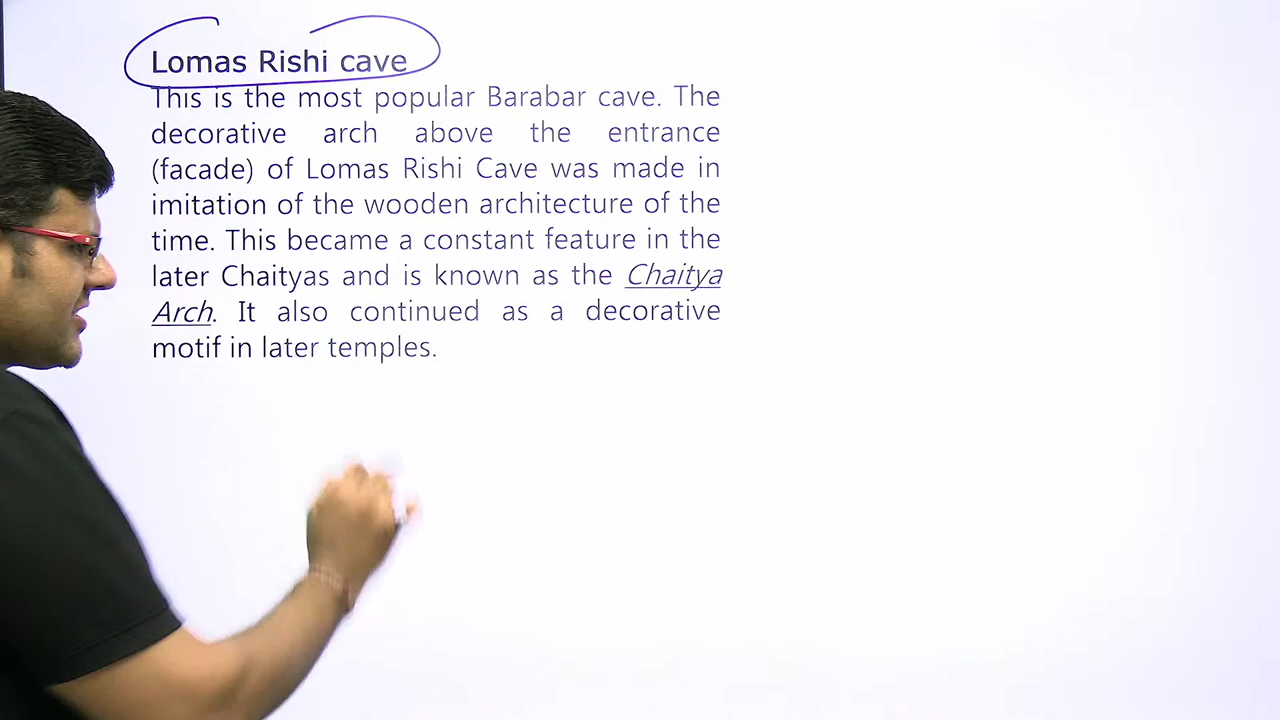 Lomas Rishi cave
This is the most popular Barabar cave. The
decorative arch above the entrance
(facade) of Lomas Rishi Cave was made in
imitation of the wooden architecture of the
time. This became a constant feature in the
later Chaityas and is known as the Chaitya
Arch. It also continued as a decorative
motif in later temples.